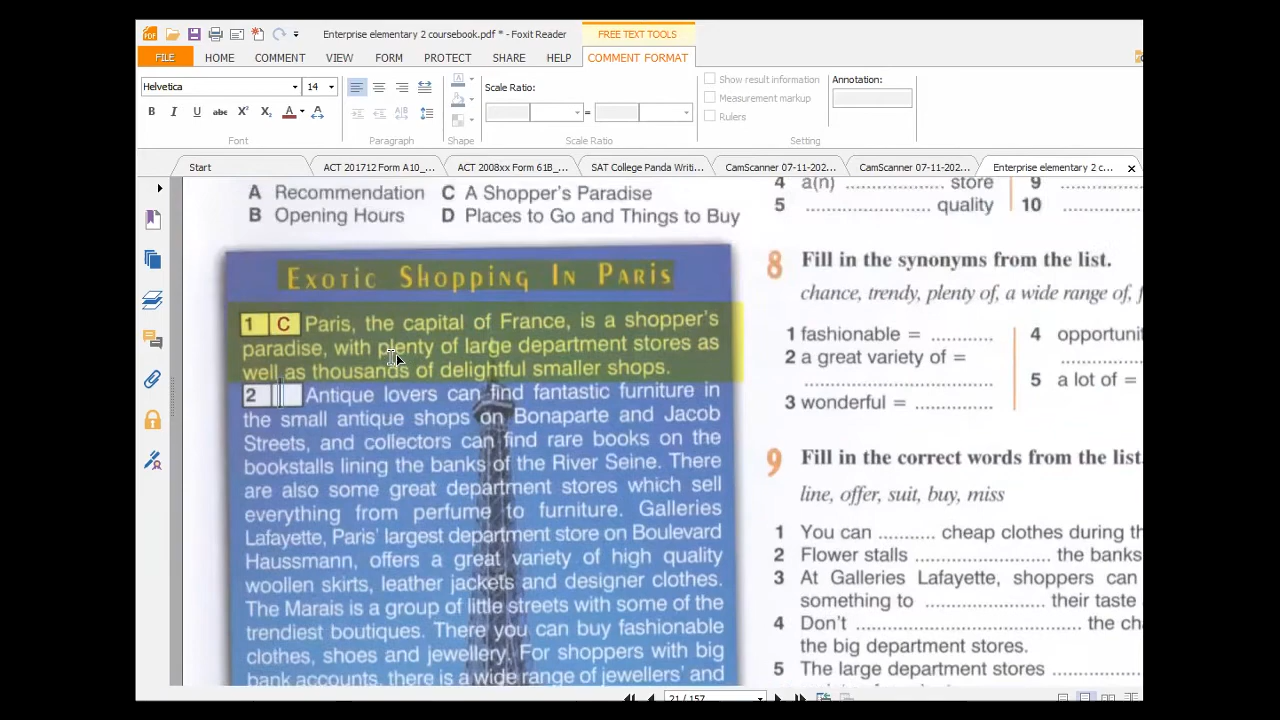 Enterprise elementary 2 coursebook.pdf * - Foxit Reader
FREE TEXT TOOLS
FILE HOME COMMENT VIEW FORM PROTECT SHARE HELP COMMENT FORMAT
Helvetica 14
Scale Ratio:
Show result information
Measurement markup
Rulers
Annotation:
B I U abc X² X₂ A A
=
Font Paragraph Shape Scale Ratio Setting
Start ACT 201712 Form A10_... ACT 2008xx Form 61B_... SAT College Panda Writi... CamScanner 07-11-202... CamScanner 07-11-202... Enterprise elementary 2 c...
A Recommendation C A Shopper's Paradise
B Opening Hours D Places to Go and Things to Buy
Exotic Shopping In Paris
1 C Paris, the capital of France, is a shopper's
paradise, with plenty of large department stores as
well as thousands of delightful smaller shops.
2 Antique lovers can find fantastic furniture in
the small antique shops on Bonaparte and Jacob
Streets, and collectors can find rare books on the
bookstalls lining the banks of the River Seine. There
are also some great department stores which sell
everything from perfume to furniture. Galleries
Lafayette, Paris' largest department store on Boulevard
Haussmann, offers a great variety of high quality
woollen skirts, leather jackets and designer clothes.
The Marais is a group of little streets with some of the
trendiest boutiques. There you can buy fashionable
clothes, shoes and jewellery. For shoppers with big
bank accounts, there is a wide range of jewellers' and
4 a(n) ................ store 9 ................
5 ........................ quality 10 ................
8 Fill in the synonyms from the list.
chance, trendy, plenty of, a wide range of,
1 fashionable = ............ 4 opportunit
2 a great variety of = ............
........................ 5 a lot of =
3 wonderful = ...............
9 Fill in the correct words from the list.
line, offer, suit, buy, miss
1 You can ........... cheap clothes during th
2 Flower stalls ......................... the banks
3 At Galleries Lafayette, shoppers can
something to ...................... their taste
4 Don't ........................................ the cha
the big department stores.
5 The large department stores ...................
21 / 157